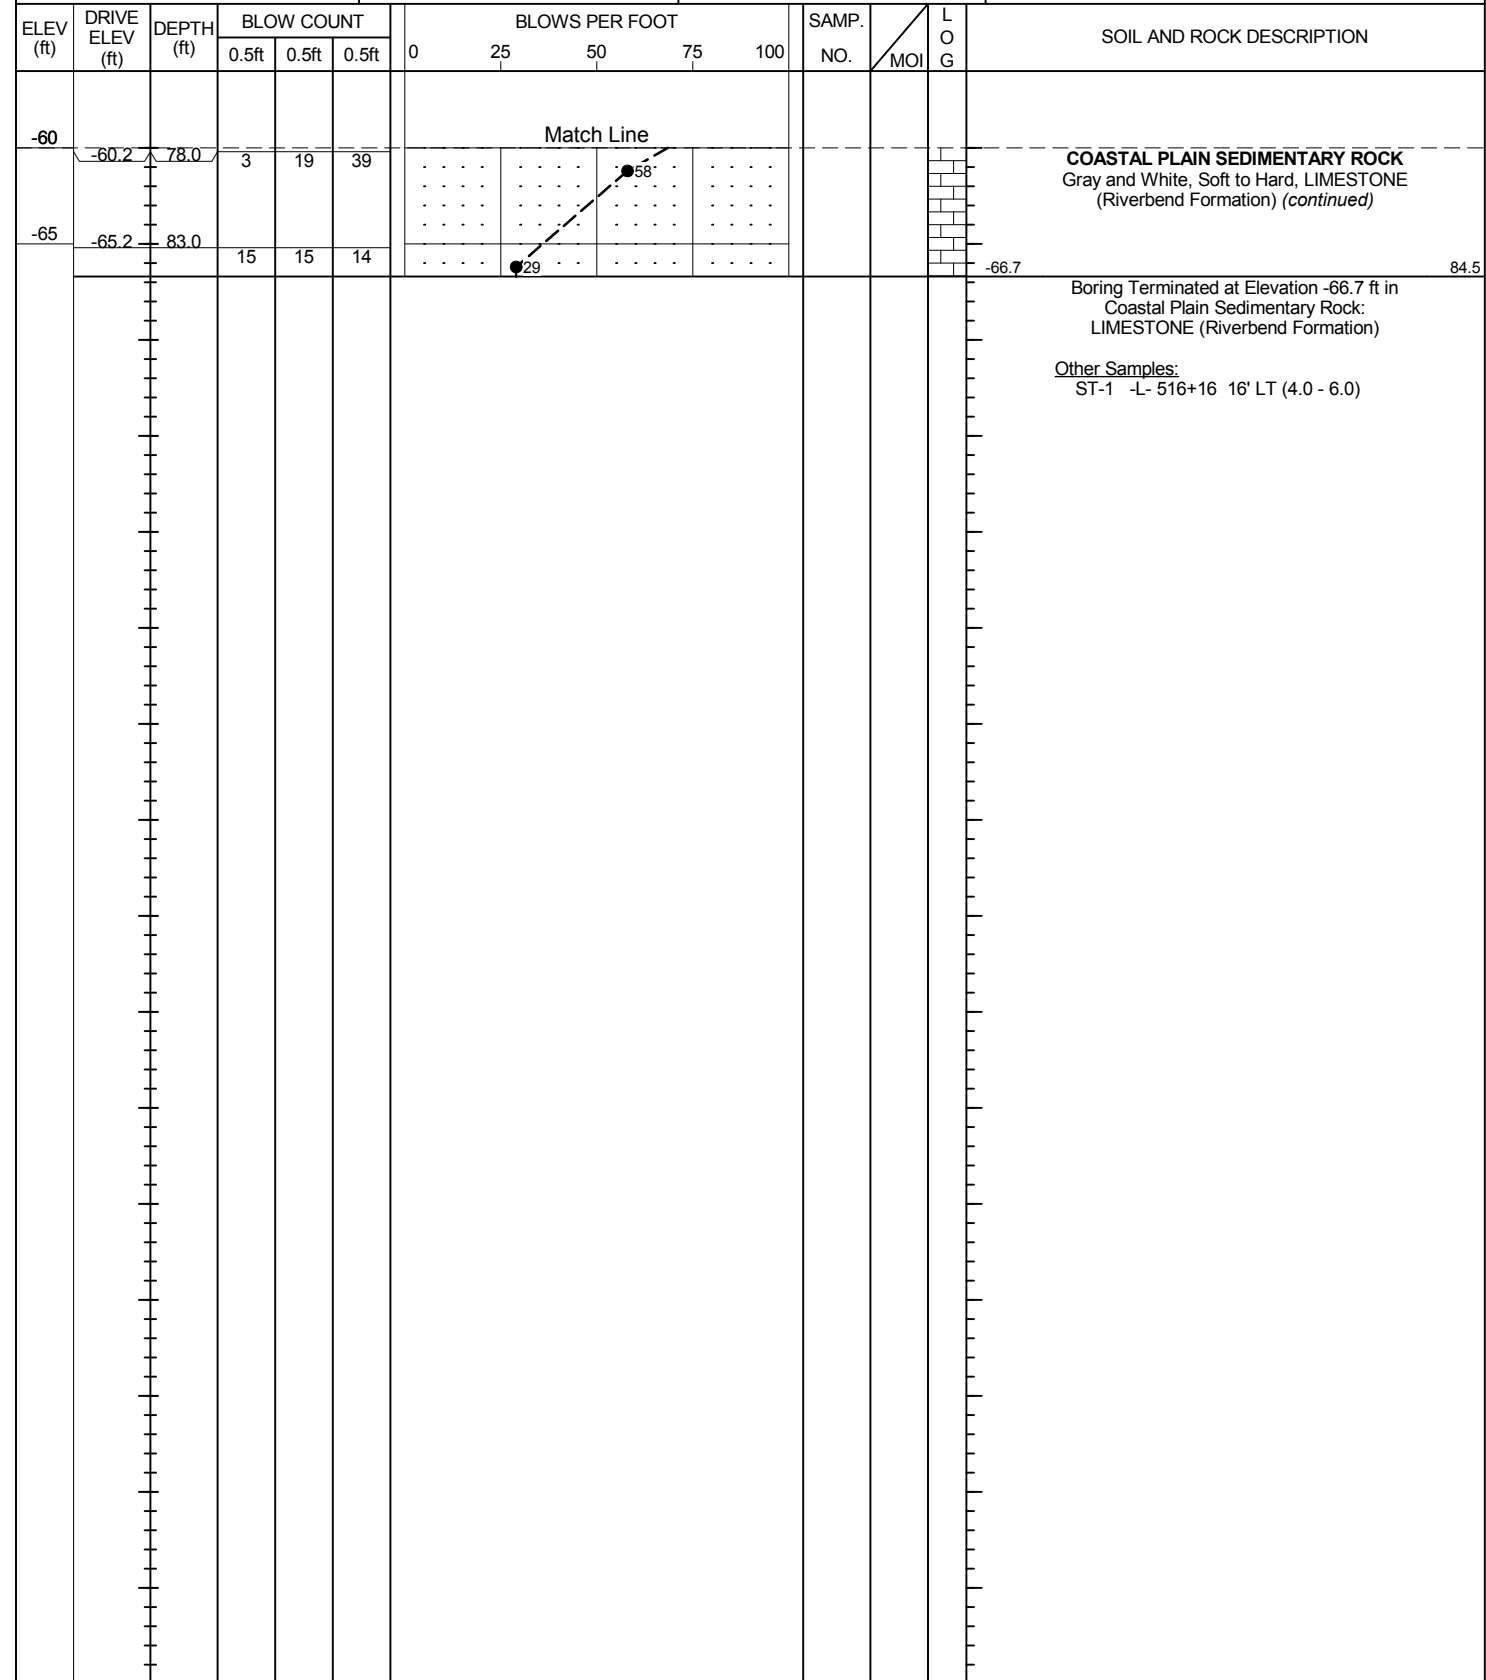 ELEV (ft) DRIVE ELEV (ft) DEPTH (ft) BLOW COUNT BLOWS PER FOOT SAMP. NO. MOI LOG SOIL AND ROCK DESCRIPTION
0.5ft 0.5ft 0.5ft 0 25 50 75 100
-60 Match Line
-60.2 78.0 3 19 39 58
COASTAL PLAIN SEDIMENTARY ROCK
Gray and White, Soft to Hard, LIMESTONE
(Riverbend Formation) (continued)
-65
-65.2 83.0 15 15 14 29
-66.7 84.5
Boring Terminated at Elevation -66.7 ft in
Coastal Plain Sedimentary Rock:
LIMESTONE (Riverbend Formation)
Other Samples:
ST-1 -L- 516+16 16' LT (4.0 - 6.0)